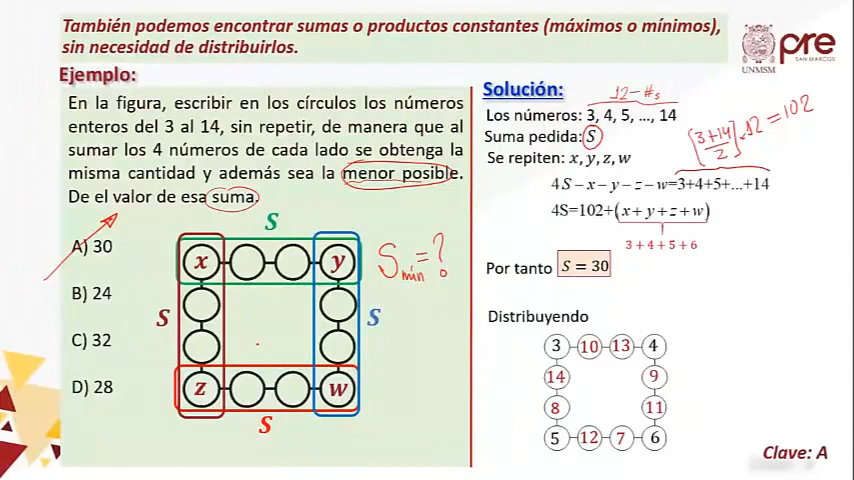 También podemos encontrar sumas o productos constantes (máximos o mínimos),
sin necesidad de distribuirlos.
UNMSM
pre
SAN MARCOS
Ejemplo:
En la figura, escribir en los círculos los números
enteros del 3 al 14, sin repetir, de manera que al
sumar los 4 números de cada lado se obtenga la
misma cantidad y además sea la menor posible.
De el valor de esa suma.
A) 30
B) 24
C) 32
D) 28
S
x y
S S
z w
S
S mín = ?
Solución:
12 - #s
Los números: 3, 4, 5, ..., 14
Suma pedida: S
[3+14/2] . 12 = 102
Se repiten: x, y, z, w
4S − x − y − z − w=3+4+5+...+14
4S=102+(x + y + z + w)
3 + 4 + 5 + 6
Por tanto S = 30
Distribuyendo
3 10 13 4
14 9
8 11
5 12 7 6
Clave: A